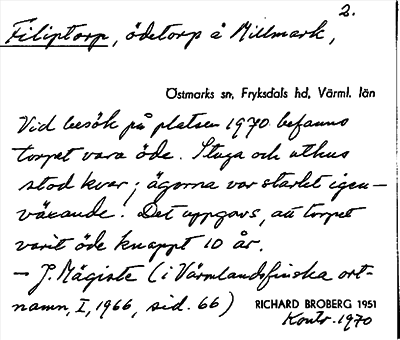 2.
Filiptorp, ödetorp å Millmark,
Östmarks sn, Fryksdals hd, Värml. län
Vid besök på platsen 1970 befanns
torpet vara öde. Stuga och uthus
stod kvar; ägorna var starkt igen-
växande. Det uppgavs, att torpet
varit öde knappt 10 år.
– J. Mägiste (i Värmlandsfinska ort-
namn, I, 1966, sid. 66)
RICHARD BROBERG 1951
Kontr. 1970